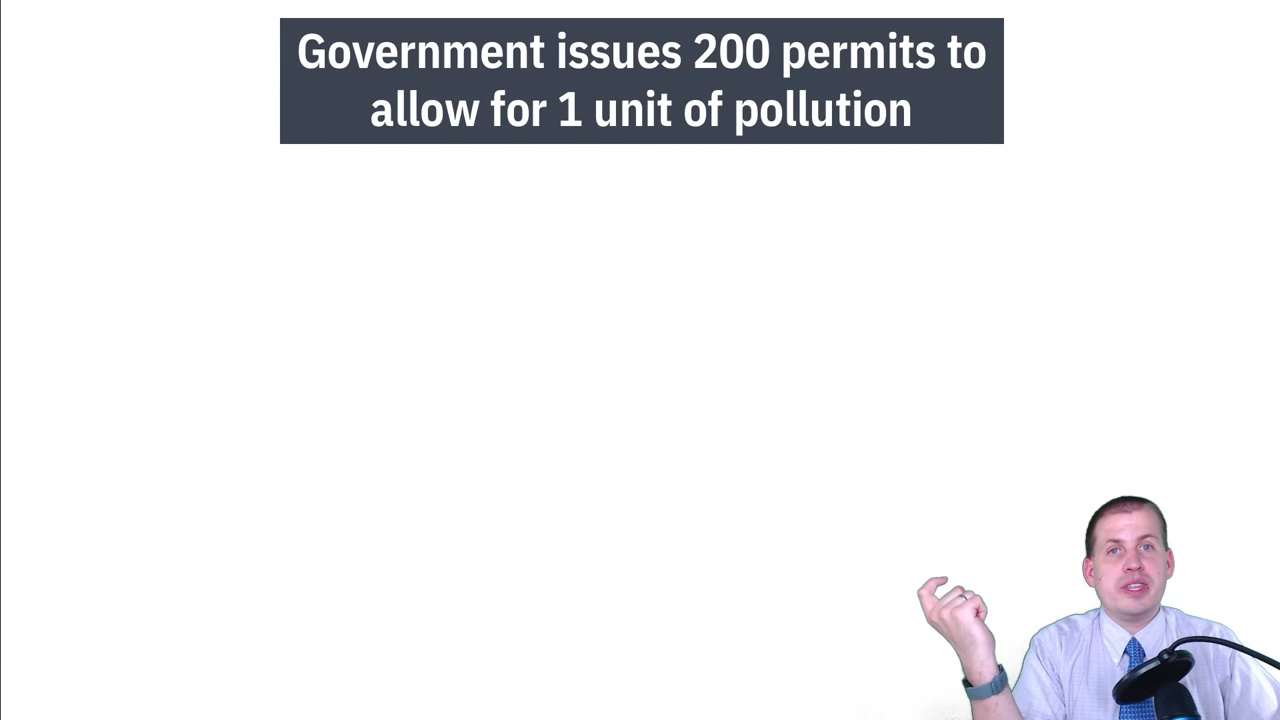 Government issues 200 permits to
allow for 1 unit of pollution